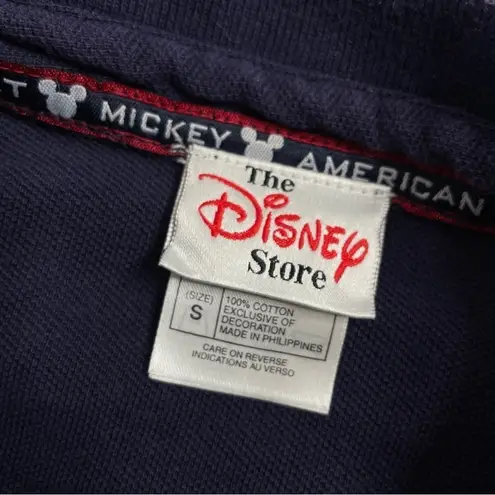 T MICKEY AMERICAN
The
Disney
Store
(SIZE)
S
100% COTTON
EXCLUSIVE OF
DECORATION
MADE IN PHILIPPINES
CARE ON REVERSE
INDICATIONS AU VERSO